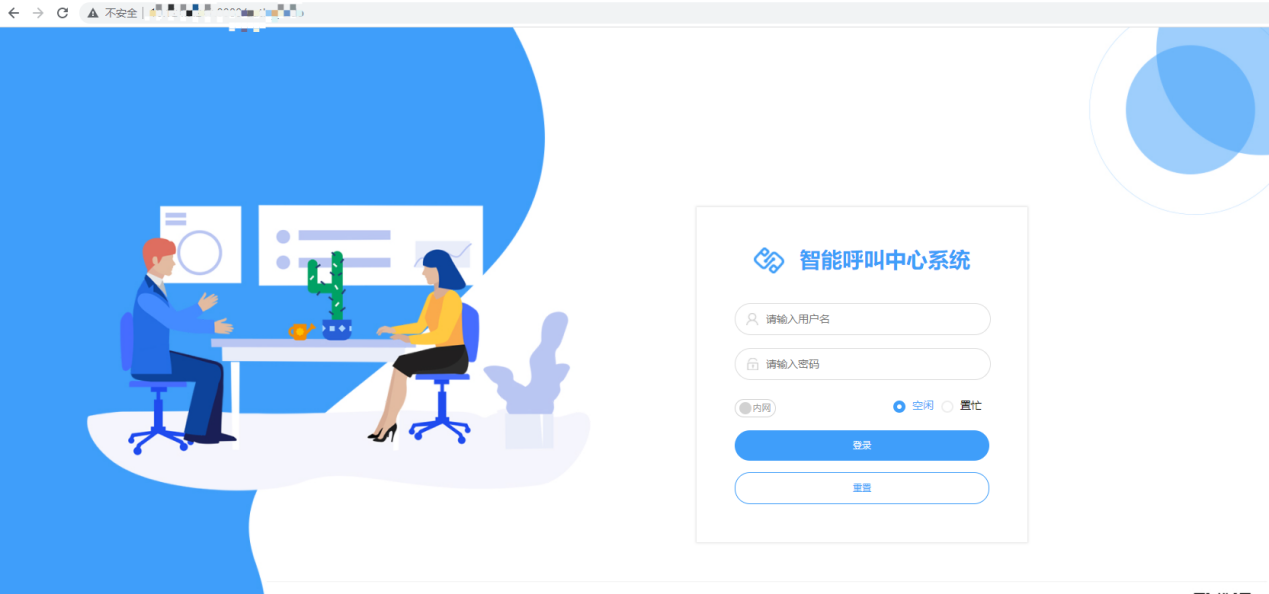 不安全
智能呼叫中心系统
请输入用户名
请输入密码
内网
空闲
置忙
登录
重置